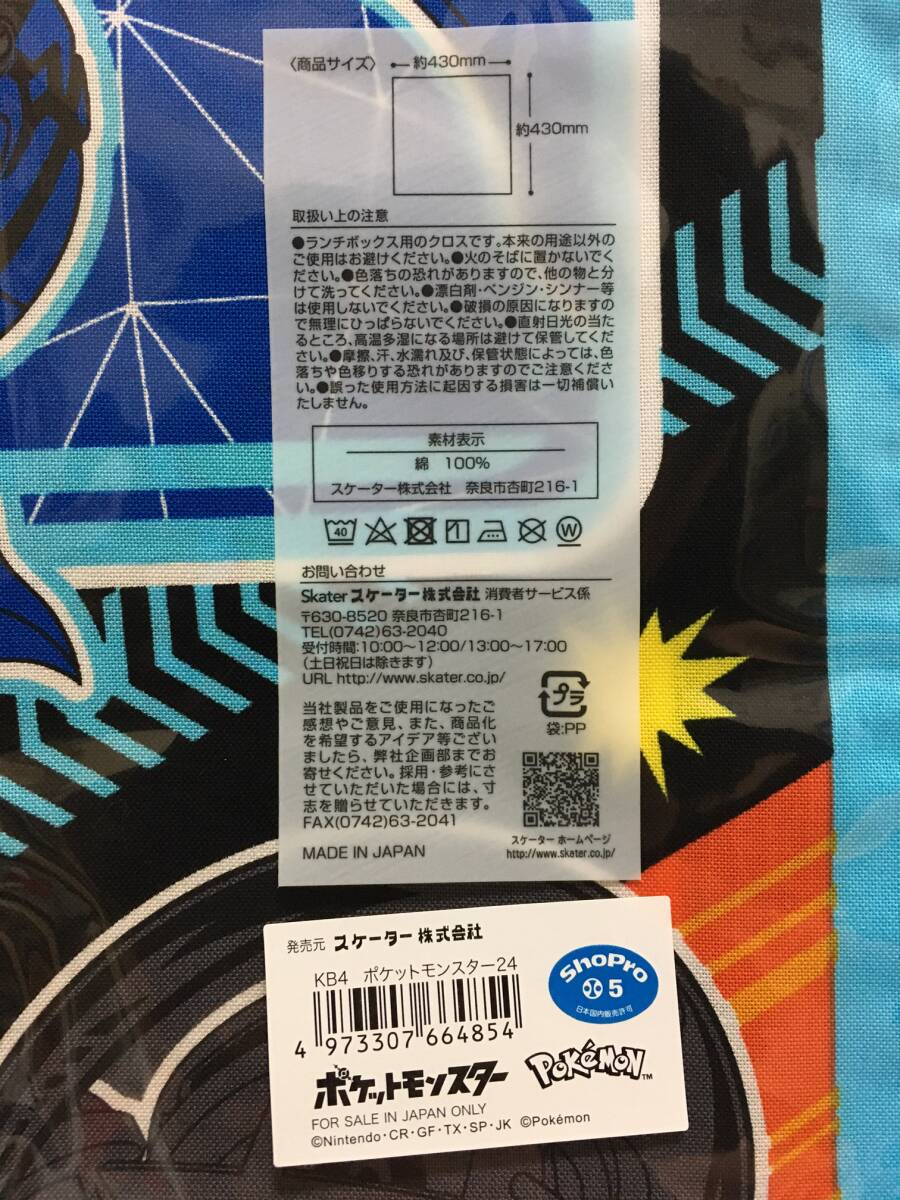 〈商品サイズ〉
約430mm
約430mm
取扱い上の注意
●ランチボックス用のクロスです。本来の用途以外の
ご使用はお避けください。●火のそばに置かないでく
ださい。●色落ちの恐れがありますので、他の物と分
けて洗ってください。●漂白剤・ベンジン・シンナー等
は使用しないでください。●破損の原因になりますの
で無理にひっぱらないでください。●直射日光の当た
るところ、高温多湿になる場所は避けて保管してくだ
さい。●摩擦、汗、水濡れ及び、保管状態によっては、色
落ちや色移りする恐れがありますのでご注意くださ
い。●誤った使用方法に起因する損害は一切補償い
たしません。
素材表示
綿 100%
スケーター株式会社 奈良市杏町216-1
40
W
お問い合わせ
Skater スケーター株式会社 消費者サービス係
〒630-8520 奈良市杏町216-1
TEL(0742)63-2040
受付時間:10:00~12:00/13:00~17:00
(土日祝日は除きます)
URL http://www.skater.co.jp/
当社製品をご使用になったご
感想やご意見、また、商品化
を希望するアイデア等ござい
ましたら、弊社企画部までお
寄せください。採用・参考にさ
せていただいた場合には、寸
志を贈らせていただきます。
FAX(0742)63-2041
MADE IN JAPAN
プラ
袋:PP
スケーター ホームページ
http://www.skater.co.jp/
発売元 スケーター株式会社
KB4 ポケットモンスター24
4 973307 664854
ShoPro
5
日本国内販売許可
ポケットモンスター
POKéMON™
FOR SALE IN JAPAN ONLY
©Nintendo・CR・GF・TX・SP・JK ©Pokémon